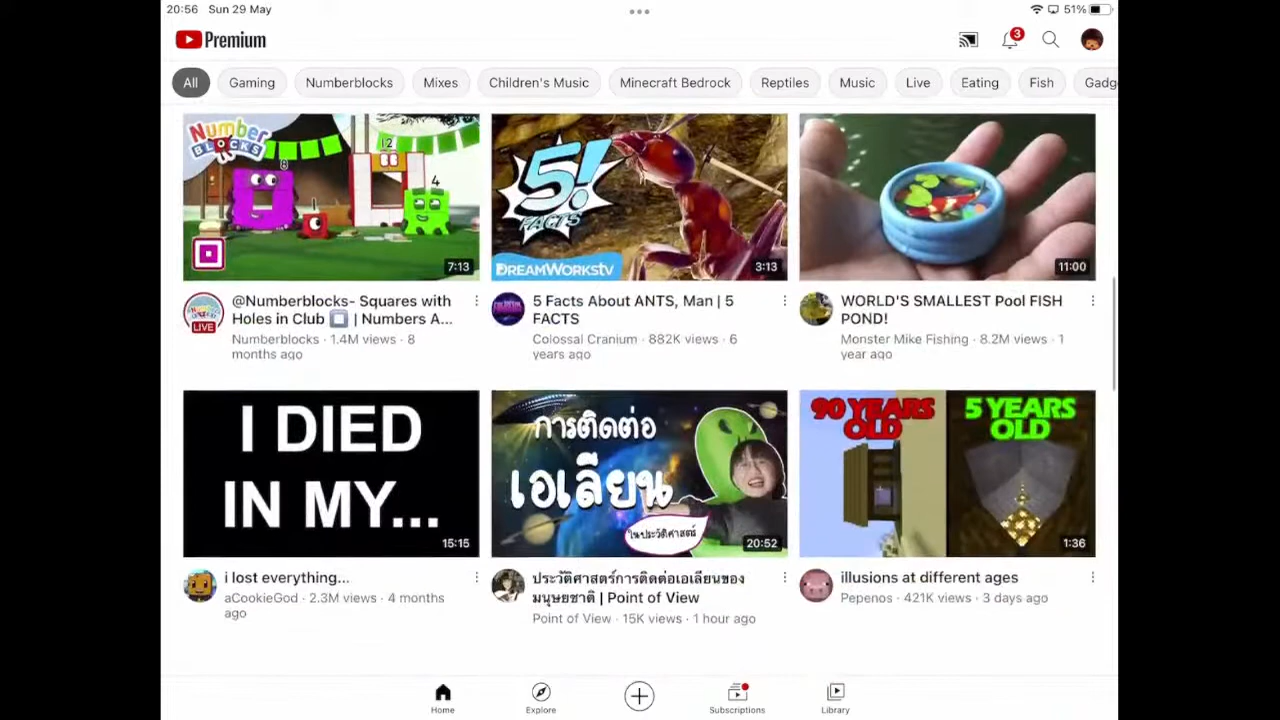 20:56 Sun 29 May
51%
Premium
3
All Gaming Numberblocks Mixes Children's Music Minecraft Bedrock Reptiles Music Live Eating Fish Gadg
Number
BLOCKS
8
1
12
4
7:13
5!
FACTS
DREAMWORKStv
3:13
11:00
LIVE
@Numberblocks- Squares with
Holes in Club | Numbers A...
Numberblocks · 1.4M views · 8
months ago
5 Facts About ANTS, Man | 5
FACTS
Colossal Cranium · 882K views · 6
years ago
WORLD'S SMALLEST Pool FISH
POND!
Monster Mike Fishing · 8.2M views · 1
year ago
I DIED
IN MY...
15:15
การติดต่อ
เอเลียน
ในประวัติศาสตร์
20:52
90 YEARS
OLD
5 YEARS
OLD
1:36
i lost everything...
aCookieGod · 2.3M views · 4 months
ago
ประวัติศาสตร์การติดต่อเอเลียนของ
มนุษยชาติ | Point of View
Point of View · 15K views · 1 hour ago
illusions at different ages
Pepenos · 421K views · 3 days ago
Home Explore Subscriptions Library